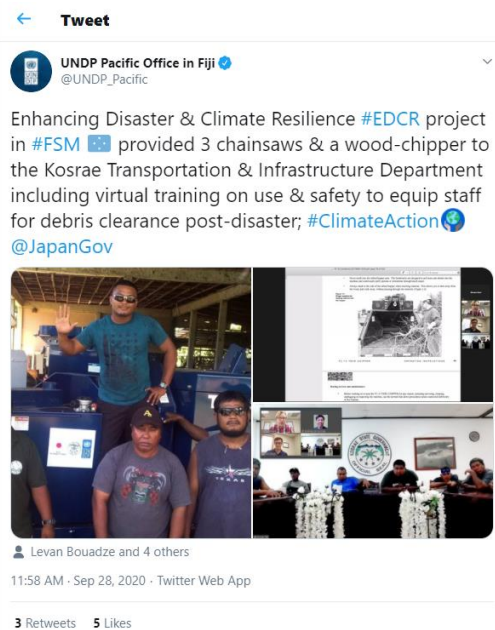 Tweet
UNDP Pacific Office in Fiji
@UNDP_Pacific
Enhancing Disaster & Climate Resilience #EDCR project
in #FSM provided 3 chainsaws & a wood-chipper to
the Kosrae Transportation & Infrastructure Department
including virtual training on use & safety to equip staff
for debris clearance post-disaster; #ClimateAction
@JapanGov
TEXAS
Levan Bouadze and 4 others
11:58 AM · Sep 28, 2020 · Twitter Web App
3 Retweets 5 Likes